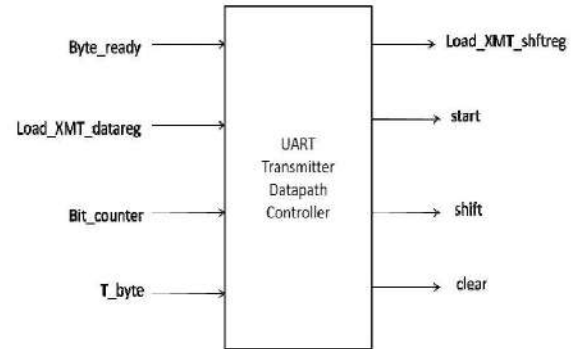 Byte_ready
Load_XMT_datareg
Bit_counter
T_byte
UART
Transmitter
Datapath
Controller
Load_XMT_shftreg
start
shift
clear